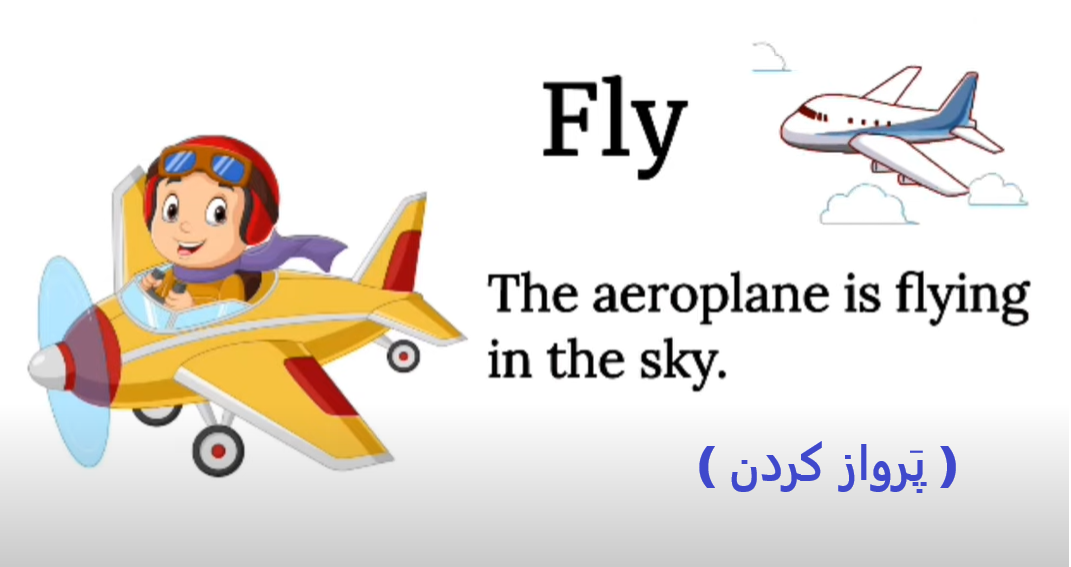 Fly
The aeroplane is flying
in the sky.
( پَرواز کردن )